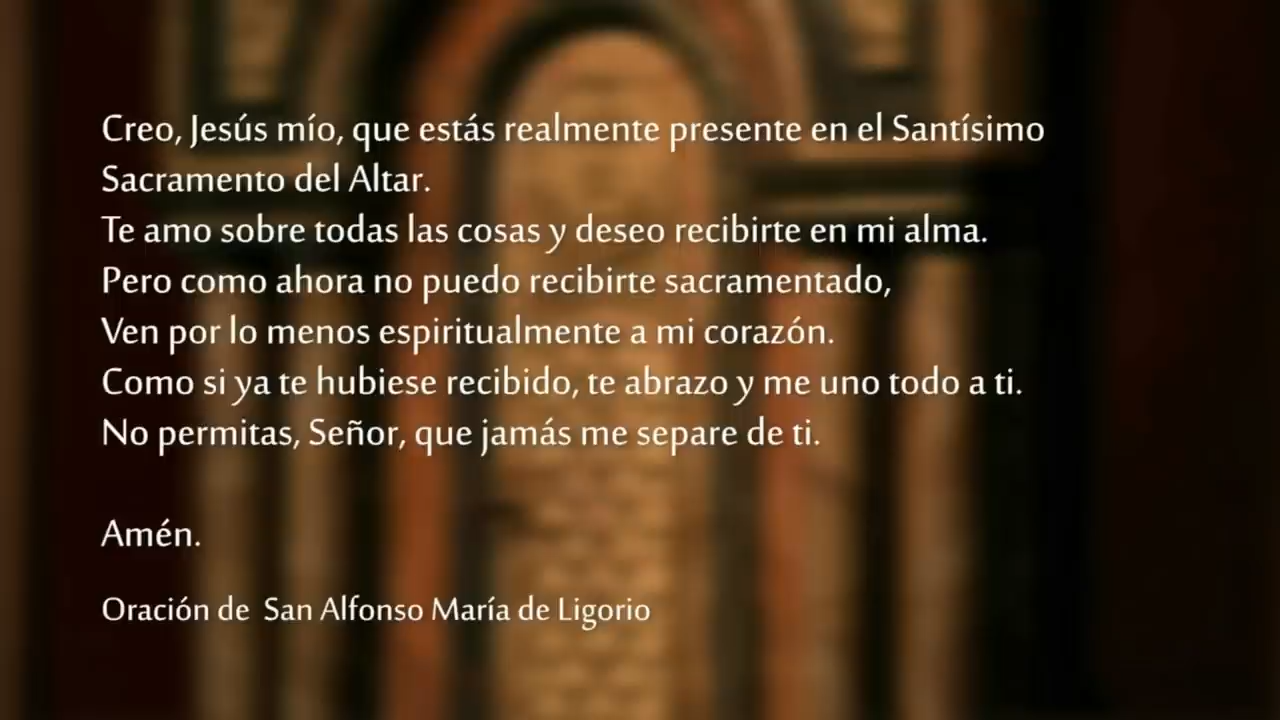 Creo, Jesús mío, que estás realmente presente en el Santísimo
Sacramento del Altar.
Te amo sobre todas las cosas y deseo recibirte en mi alma.
Pero como ahora no puedo recibirte sacramentado,
Ven por lo menos espiritualmente a mi corazón.
Como si ya te hubiese recibido, te abrazo y me uno todo a ti.
No permitas, Señor, que jamás me separe de ti.
Amén.
Oración de  San Alfonso María de Ligorio